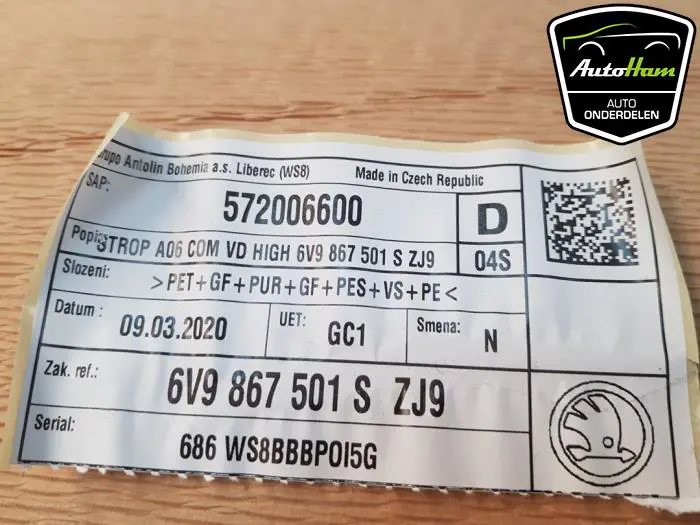 AutoHam
AUTO
ONDERDELEN
Grupo Antolin Bohemia a.s. Liberec (WS8) Made in Czech Republic
SAP:
572006600
D
Popis:
STROP A06 COM VD HIGH 6V9 867 501 S ZJ9
04S
Slozeni:
>PET+GF+PUR+GF+PES+VS+PE<
Datum :
09.03.2020
UET:
GC1
Smena:
N
Zak. ref.:
6V9 867 501 S ZJ9
Serial:
686 WS8BBBPOI5G